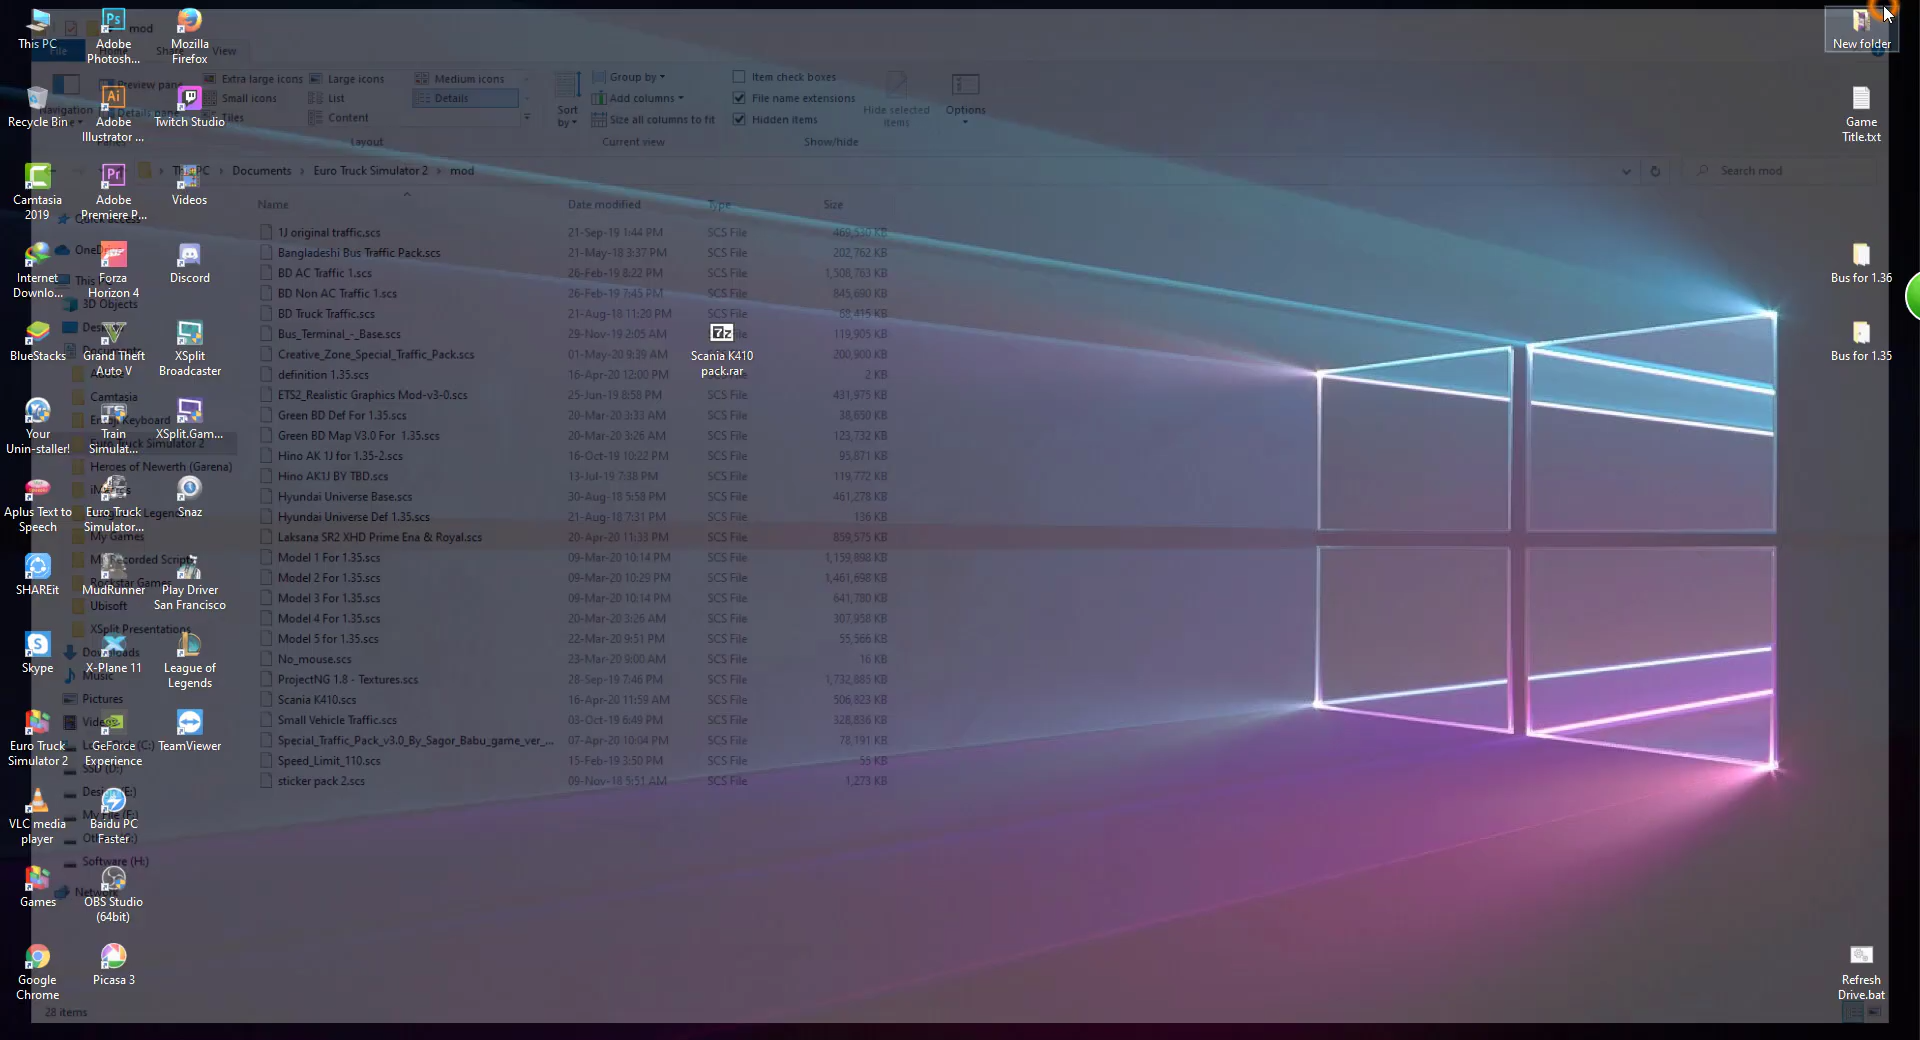 This PC
Adobe
Photosh...
Mozilla
Firefox
Recycle Bin
Adobe
Illustrator ...
Twitch Studio
Camtasia
2019
Adobe
Premiere P...
Videos
Internet
Downlo...
Forza
Horizon 4
Discord
BlueStacks
Grand Theft
Auto V
XSplit
Broadcaster
Your
Unin-staller!
Train
Simulat...
XSplit.Gam...
Aplus Text to
Speech
Euro Truck
Simulator...
Snaz
SHAREit
MudRunner
Play Driver
San Francisco
Skype
X-Plane 11
League of
Legends
Euro Truck
Simulator 2
GeForce
Experience
TeamViewer
VLC media
player
Baidu PC
Faster
Games
OBS Studio
(64bit)
Google
Chrome
Picasa 3
mod
File
Share
View
Preview pane
Details pane
Extra large icons
Large icons
Medium icons
Small icons
List
Details
Tiles
Content
Layout
Sort
by
Group by
Add columns
Size all columns to fit
Current view
Item check boxes
File name extensions
Hidden items
Hide selected
items
Show/hide
Options
This PC > Documents > Euro Truck Simulator 2 > mod
Search mod
3D Objects
Camtasia
Euro Truck Simulator 2
Heroes of Newerth (Garena)
My Games
Rockstar Games
Ubisoft
XSplit Presentations
Downloads
Music
Pictures
Videos
SSD (D:)
Software (H:)
Network
Name Date modified Type Size
1J original traffic.scs 21-Sep-19 1:44 PM SCS File 469,530 KB
Bangladeshi Bus Traffic Pack.scs 21-May-18 3:37 PM SCS File 202,762 KB
BD AC Traffic 1.scs 26-Feb-19 8:22 PM SCS File 1,508,763 KB
BD Non AC Traffic 1.scs 26-Feb-19 7:45 PM SCS File 845,690 KB
BD Truck Traffic.scs 21-Aug-18 11:20 PM SCS File 68,415 KB
Bus_Terminal_-_Base.scs 29-Nov-19 2:05 AM File 119,905 KB
Creative_Zone_Special_Traffic_Pack.scs 01-May-20 9:39 AM SCS File 200,900 KB
definition 1.35.scs 16-Apr-20 12:00 PM SCS File 2 KB
ETS2_Realistic Graphics Mod-v3-0.scs 25-Jun-19 8:58 PM SCS File 431,975 KB
Green BD Def For 1.35.scs 20-Mar-20 3:33 AM SCS File 38,650 KB
Green BD Map V3.0 For 1.35.scs 20-Mar-20 3:26 AM SCS File 123,732 KB
Hino AK 1J for 1.35-2.scs 16-Oct-19 10:22 PM SCS File 95,871 KB
Hino AK1J BY TBD.scs 13-Jul-19 7:38 PM SCS File 119,772 KB
Hyundai Universe Base.scs 30-Aug-18 5:58 PM SCS File 461,278 KB
Hyundai Universe Def 1.35.scs 21-Aug-18 7:31 PM SCS File 136 KB
Laksana SR2 XHD Prime Ena & Royal.scs 20-Apr-20 11:33 PM SCS File 859,575 KB
Model 1 For 1.35.scs 09-Mar-20 10:14 PM SCS File 1,159,898 KB
Model 2 For 1.35.scs 09-Mar-20 10:29 PM SCS File 1,461,698 KB
Model 3 For 1.35.scs 09-Mar-20 10:14 PM SCS File 641,780 KB
Model 4 For 1.35.scs 20-Mar-20 3:26 AM SCS File 307,958 KB
Model 5 for 1.35.scs 22-Mar-20 9:51 PM SCS File 55,566 KB
No_mouse.scs 23-Mar-20 9:00 AM SCS File 16 KB
ProjectNG 1.8 - Textures.scs 28-Sep-19 7:46 PM SCS File 1,732,885 KB
Scania K410.scs 16-Apr-20 11:59 AM SCS File 506,823 KB
Small Vehicle Traffic.scs 03-Oct-19 6:49 PM SCS File 328,836 KB
Special_Traffic_Pack_v3.0_By_Sagor_Babu_game_ver_... 07-Apr-20 10:04 PM SCS File 78,191 KB
Speed_Limit_110.scs 15-Feb-19 3:50 PM SCS File 55 KB
sticker pack 2.scs 09-Nov-18 5:51 AM SCS File 1,273 KB
28 items
7z
Scania K410
pack.rar
New folder
Game
Title.txt
Bus for 1.36
Bus for 1.35
Refresh
Drive.bat